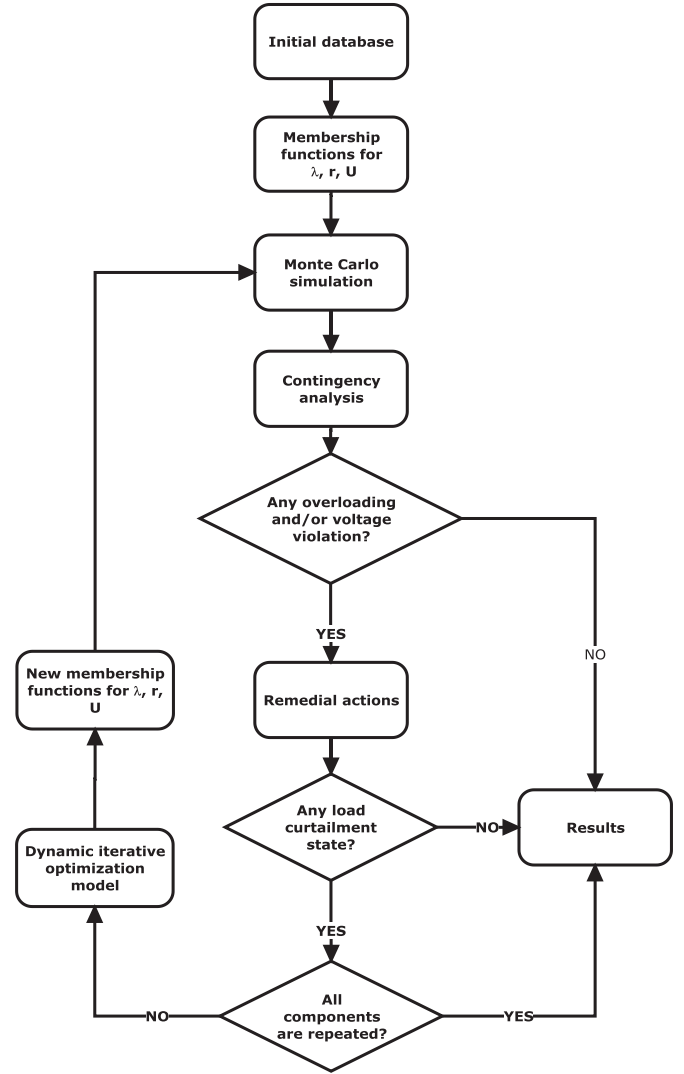 Initial database
Membership
functions for
λ, r, U
Monte Carlo
simulation
Contingency
analysis
Any overloading
and/or voltage
violation?
YES
NO
New membership
functions for λ, r,
U
Remedial actions
Any load
curtailment
state?
NO
Results
Dynamic iterative
optimization
model
YES
All
components
are repeated?
NO
YES